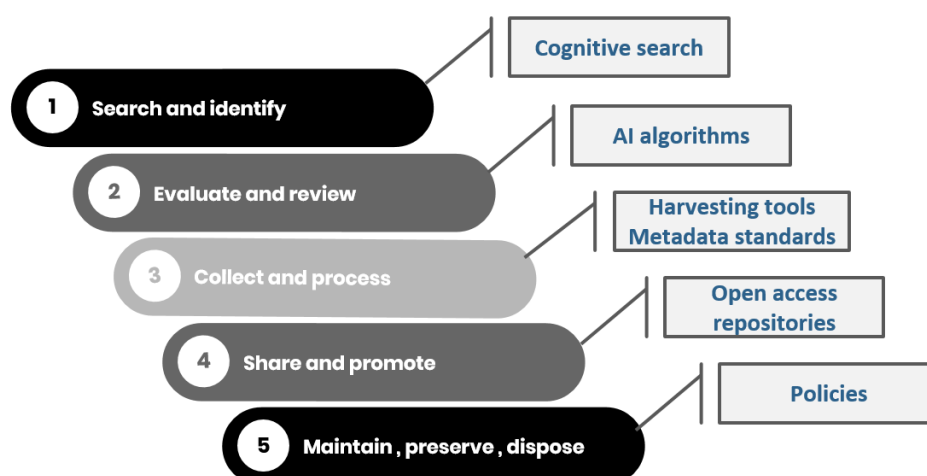 Cognitive search
1 Search and identify
AI algorithms
2 Evaluate and review
Harvesting tools
Metadata standards
3 Collect and process
Open access
repositories
4 Share and promote
Policies
5 Maintain , preserve , dispose